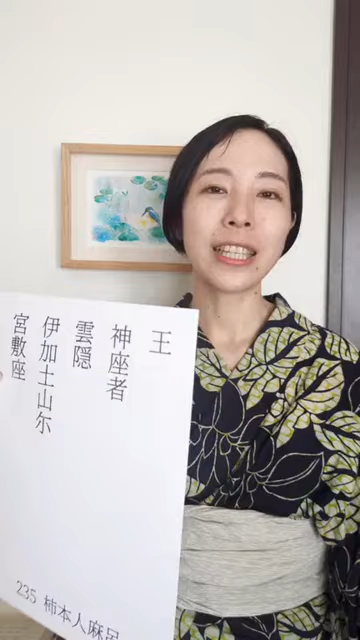 王
神座者
雲隠
伊加土山尓
宮敷座
235 柿本人麻呂